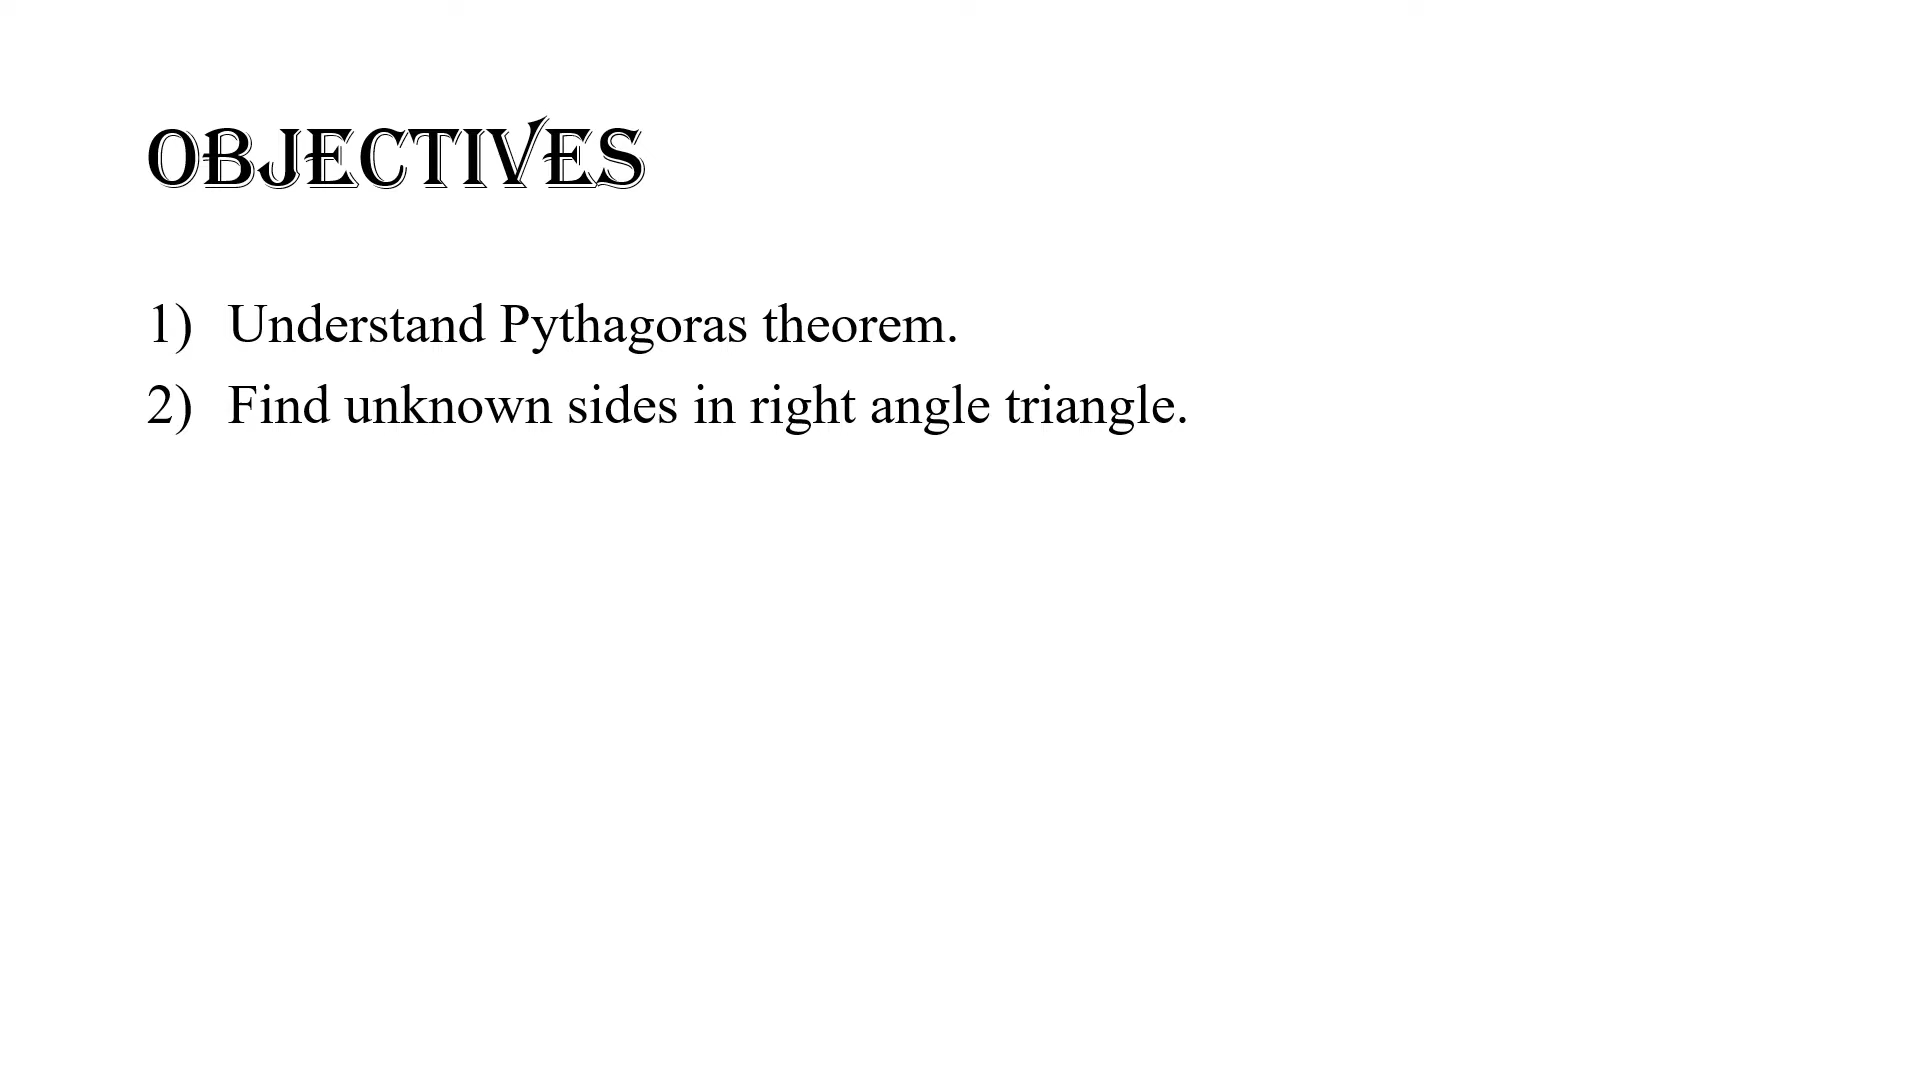 OBJECTIVES
1) Understand Pythagoras theorem.
2) Find unknown sides in right angle triangle.